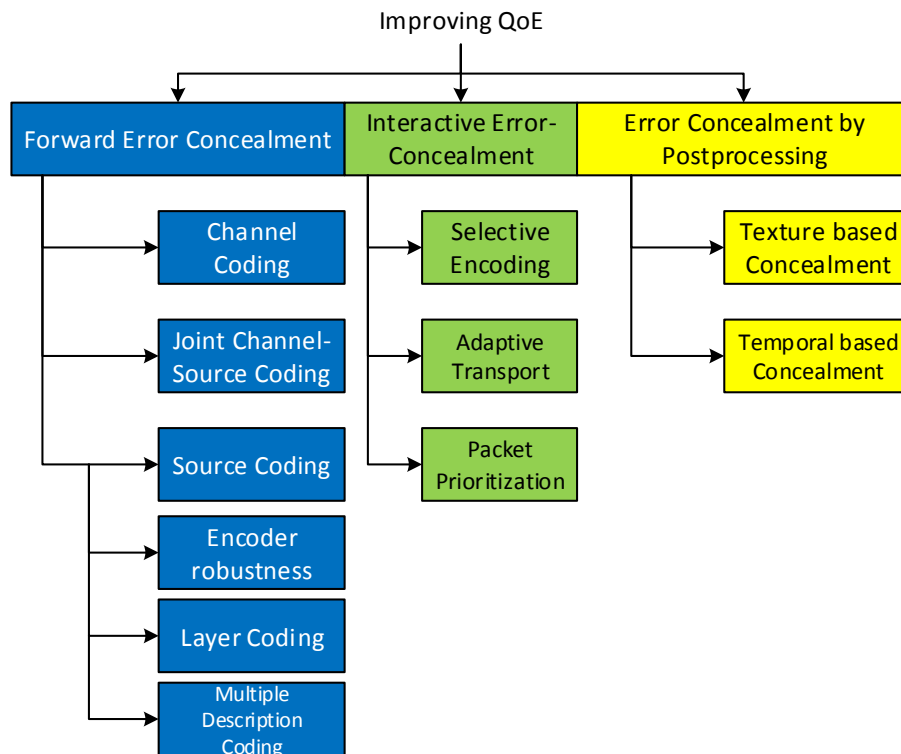 Improving QoE
Forward Error Concealment
Interactive Error-
Concealment
Error Concealment by
Postprocessing
Channel
Coding
Joint Channel-
Source Coding
Source Coding
Encoder
robustness
Layer Coding
Multiple
Description
Coding
Selective
Encoding
Adaptive
Transport
Packet
Prioritization
Texture based
Concealment
Temporal based
Concealment